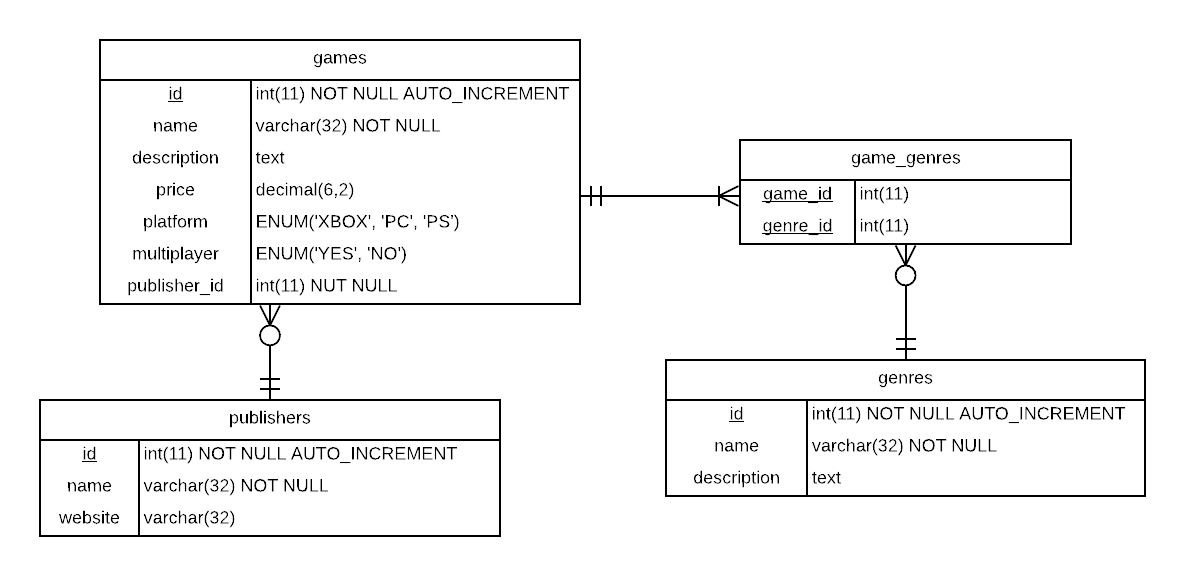 games
id int(11) NOT NULL AUTO_INCREMENT
name varchar(32) NOT NULL
description text
price decimal(6,2)
platform ENUM('XBOX', 'PC', 'PS')
multiplayer ENUM('YES', 'NO')
publisher_id int(11) NUT NULL
game_genres
game_id int(11)
genre_id int(11)
publishers
id int(11) NOT NULL AUTO_INCREMENT
name varchar(32) NOT NULL
website varchar(32)
genres
id int(11) NOT NULL AUTO_INCREMENT
name varchar(32) NOT NULL
description text